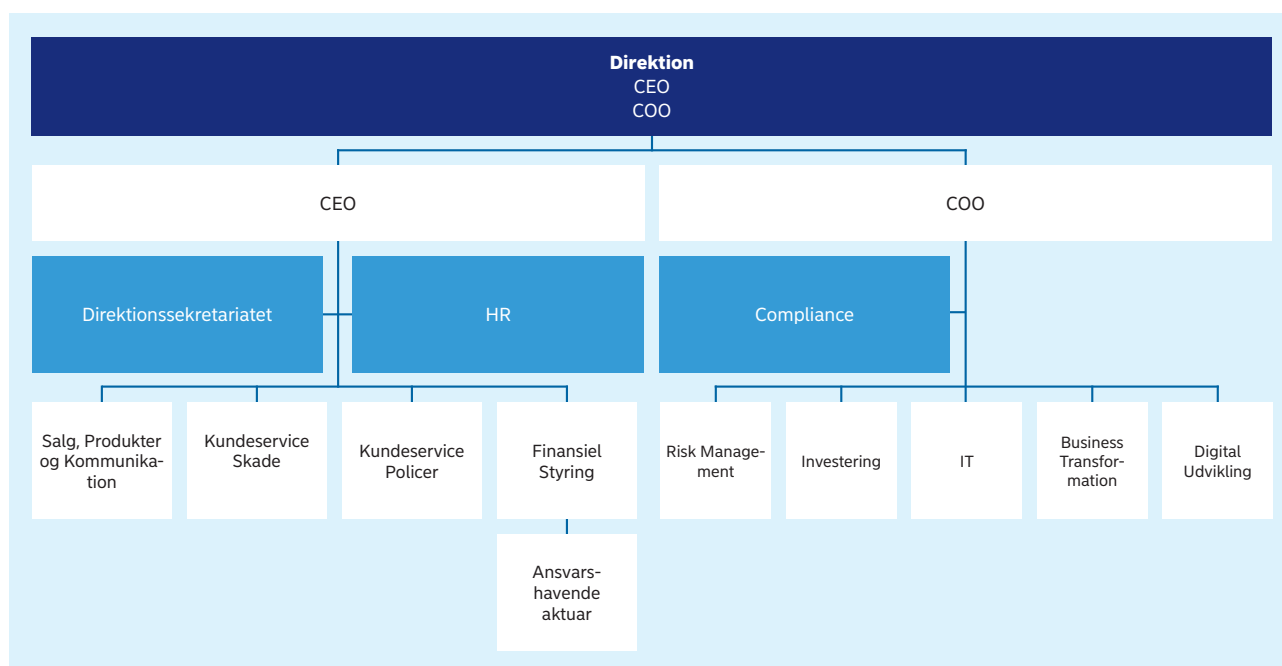 Direktion
CEO
COO
CEO
COO
Direktionssekretariatet
HR
Compliance
Salg, Produkter
og Kommunika-
tion
Kundeservice
Skade
Kundeservice
Policer
Finansiel
Styring
Risk Manage-
ment
Investering
IT
Business
Transfor-
mation
Digital
Udvikling
Ansvars-
havende
aktuar